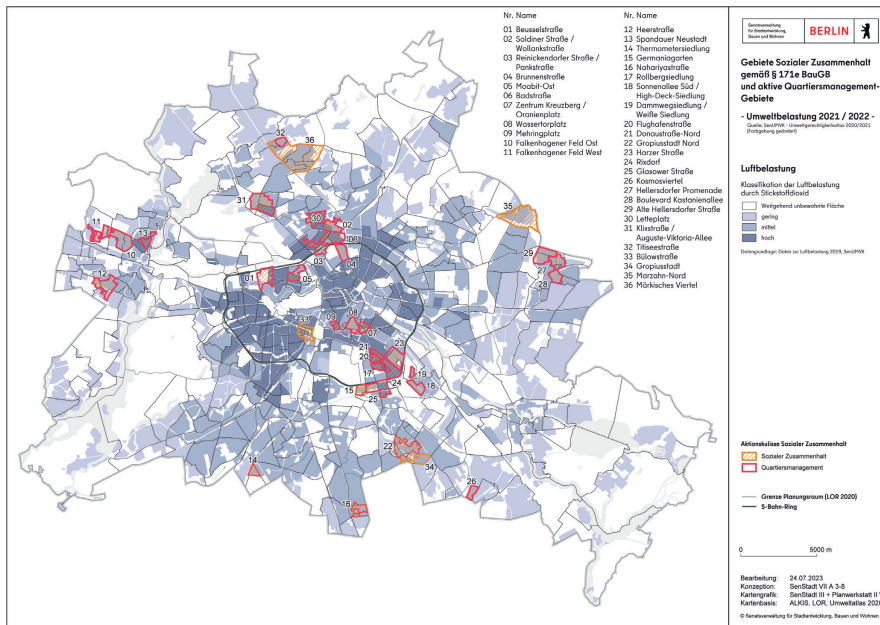 Nr. Name
01 Beusselstraße
02 Soldiner Straße /
Wollankstraße
03 Reinickendorfer Straße /
Pankstraße
04 Brunnenstraße
05 Moabit-Ost
06 Badstraße
07 Zentrum Kreuzberg /
Oranienplatz
08 Wassertorplatz
09 Mehringplatz
10 Falkenhagener Feld Ost
11 Falkenhagener Feld West
Nr. Name
12 Heerstraße
13 Spandauer Neustadt
14 Thermometersiedlung
15 Germaniagarten
16 Nahariyastraße
17 Rollbergsiedlung
18 Sonnenallee Süd /
High-Deck-Siedlung
19 Dammwegsiedlung /
Weiße Siedlung
20 Flughafenstraße
21 Donaustraße-Nord
22 Gropiusstadt Nord
23 Harzer Straße
24 Rixdorf
25 Glasower Straße
26 Kosmosviertel
27 Hellersdorfer Promenade
28 Boulevard Kastanienallee
29 Alte Hellersdorfer Straße
30 Letteplatz
31 Klixstraße /
Auguste-Viktoria-Allee
32 Titiseestraße
33 Bülowstraße
34 Gropiusstadt
35 Marzahn-Nord
36 Märkisches Viertel
32
36
31
30
02
35
11
13
06
10
03
04
29
12
01
05
27
28
33
09
08
07
21
23
20
17
19
24
18
15
25
22
34
14
26
16
Senatsverwaltung
für Stadtentwicklung,
Bauen und Wohnen
BERLIN
Gebiete Sozialer Zusammenhalt
gemäß § 171e BauGB
und aktive Quartiersmanagement-
Gebiete
- Umweltbelastung 2021 / 2022 -
Quelle: SenUMVK - Umweltgerechtigkeitsatlas 2020/2021
(Farbgebung geändert)
Luftbelastung
Klassifikation der Luftbelastung
durch Stickstoffdioxid
Weitgehend unbewohnte Fläche
gering
mittel
hoch
Datengrundlage: Daten zur Luftbelastung 2019, SenUMVK
Aktionskulisse Sozialer Zusammenhalt
Sozialer Zusammenhalt
Quartiersmanagement
Grenze Planungsraum (LOR 2020)
S-Bahn-Ring
0 5000 m
Bearbeitung: 24.07.2023
Konzeption: SenStadt VII A 3-8
Kartengrafik: SenStadt III + Planwerkstatt II
Kartenbasis: ALKIS, LOR, Umweltatlas
© Senatsverwaltung für Stadtentwicklung, Bauen und Wohnen